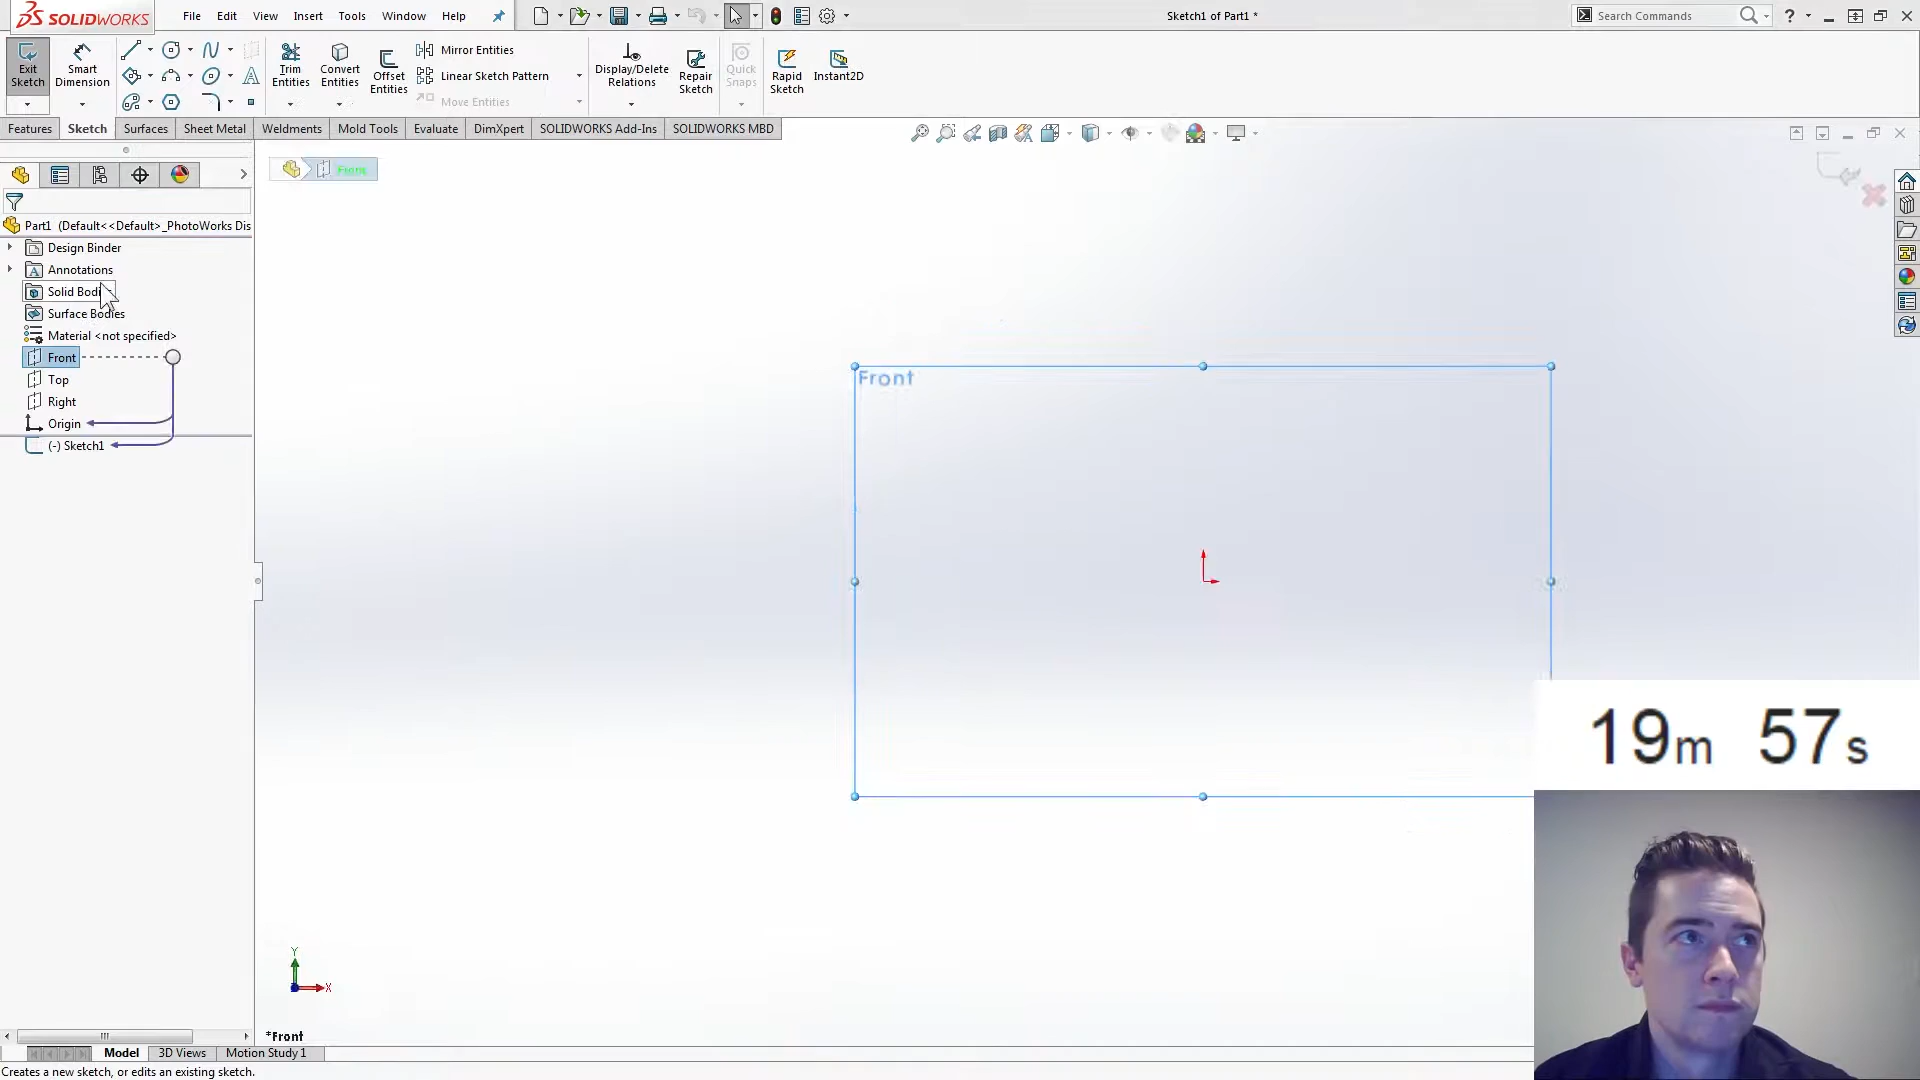 SOLIDWORKS File Edit View Insert Tools Window Help Sketch1 of Part1 * Search Commands
Exit Sketch
Smart Dimension
Trim Entities
Convert Entities
Offset Entities
Mirror Entities
Linear Sketch Pattern
Move Entities
Display/Delete Relations
Repair Sketch
Quick Snaps
Rapid Sketch
Instant2D
Features Sketch Surfaces Sheet Metal Weldments Mold Tools Evaluate DimXpert SOLIDWORKS Add-Ins SOLIDWORKS MBD
Front
Part1 (Default<<Default>_PhotoWorks Dis
Design Binder
Annotations
Solid Bodi
Surface Bodies
Material <not specified>
Front
Top
Right
Origin
(-) Sketch1
Front
19m 57s
Y
X
*Front
Model 3D Views Motion Study 1
Creates a new sketch, or edits an existing sketch.